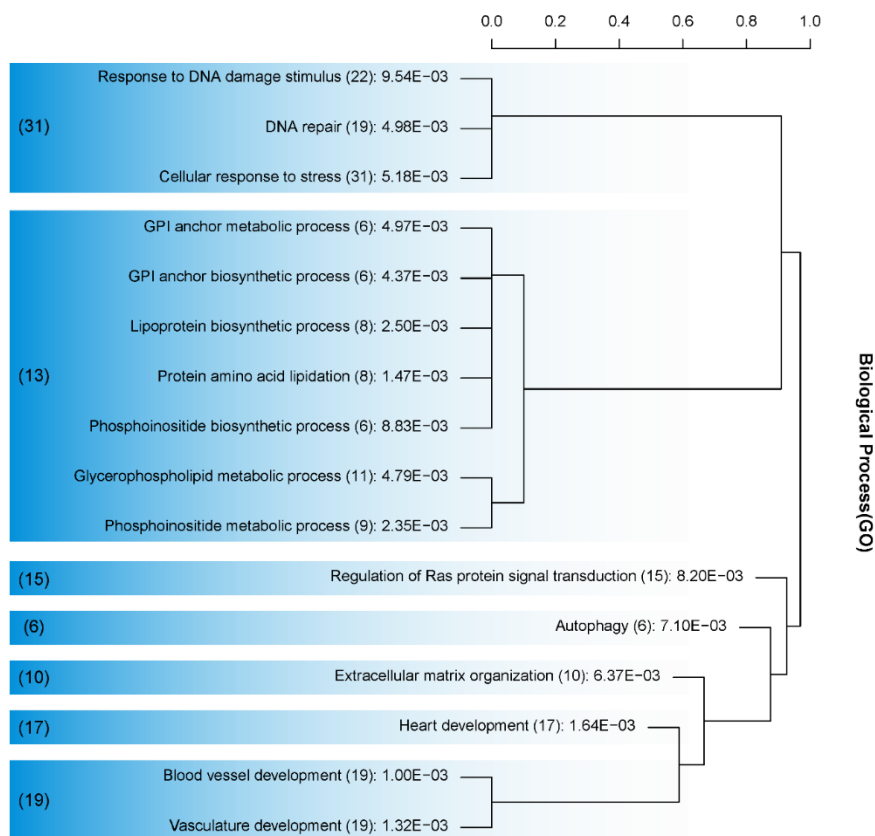 0.0 0.2 0.4 0.6 0.8 1.0
Response to DNA damage stimulus (22): 9.54E−03
(31)
DNA repair (19): 4.98E−03
Cellular response to stress (31): 5.18E−03
GPI anchor metabolic process (6): 4.97E−03
GPI anchor biosynthetic process (6): 4.37E−03
Lipoprotein biosynthetic process (8): 2.50E−03
(13)
Protein amino acid lipidation (8): 1.47E−03
Phosphoinositide biosynthetic process (6): 8.83E−03
Glycerophospholipid metabolic process (11): 4.79E−03
Phosphoinositide metabolic process (9): 2.35E−03
(15)
Regulation of Ras protein signal transduction (15): 8.20E−03
(6)
Autophagy (6): 7.10E−03
(10)
Extracellular matrix organization (10): 6.37E−03
(17)
Heart development (17): 1.64E−03
Blood vessel development (19): 1.00E−03
(19)
Vasculature development (19): 1.32E−03
Biological Process(GO)